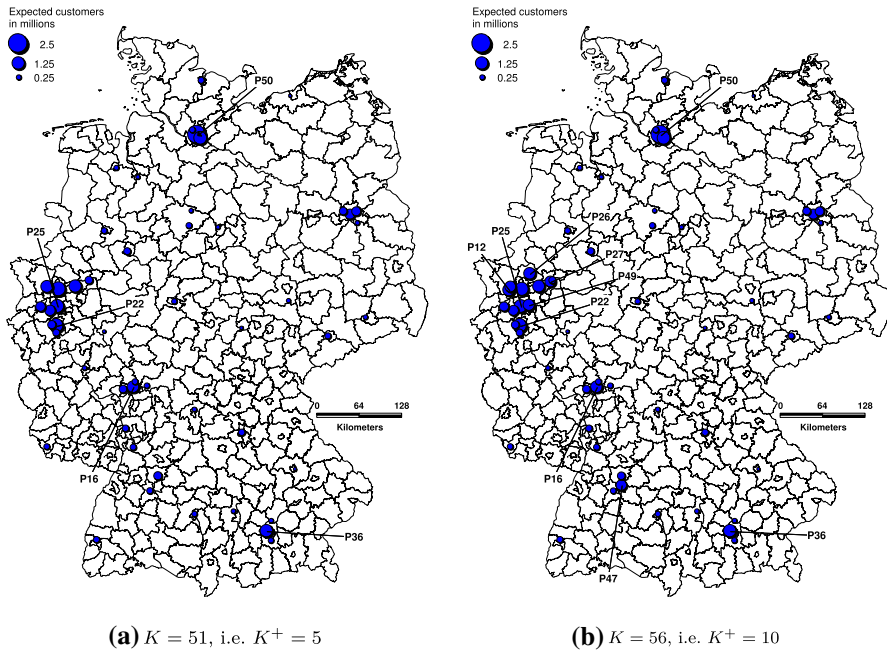 Expected customers
in millions
2.5
1.25
0.25
P50
P25
P22
0 64 128
Kilometers
P16
P36
(a) K = 51, i.e. K⁺ = 5
Expected customers
in millions
2.5
1.25
0.25
P50
P26
P25
P12
P27
P49
P22
0 64 128
Kilometers
P16
P36
P47
(b) K = 56, i.e. K⁺ = 10